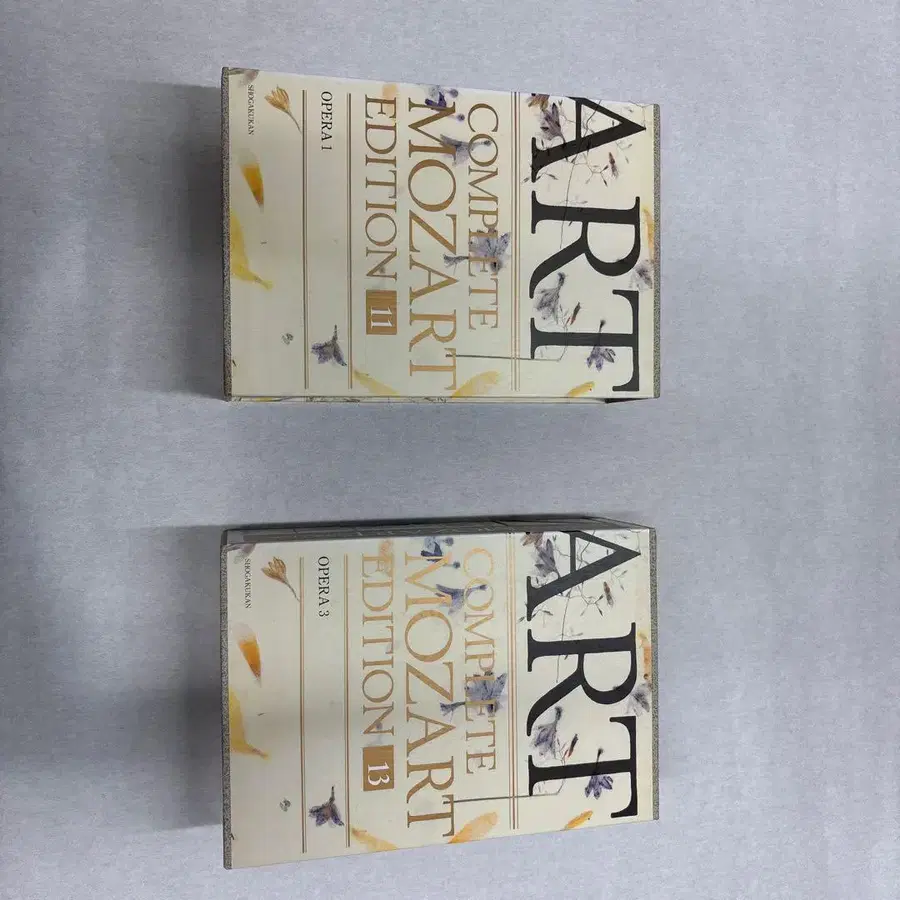 ART
COMPLETE
MOZART
EDITION 11
OPERA 1
SHOGAKUKAN
ART
COMPLETE
MOZART
EDITION 13
OPERA 3
SHOGAKUKAN